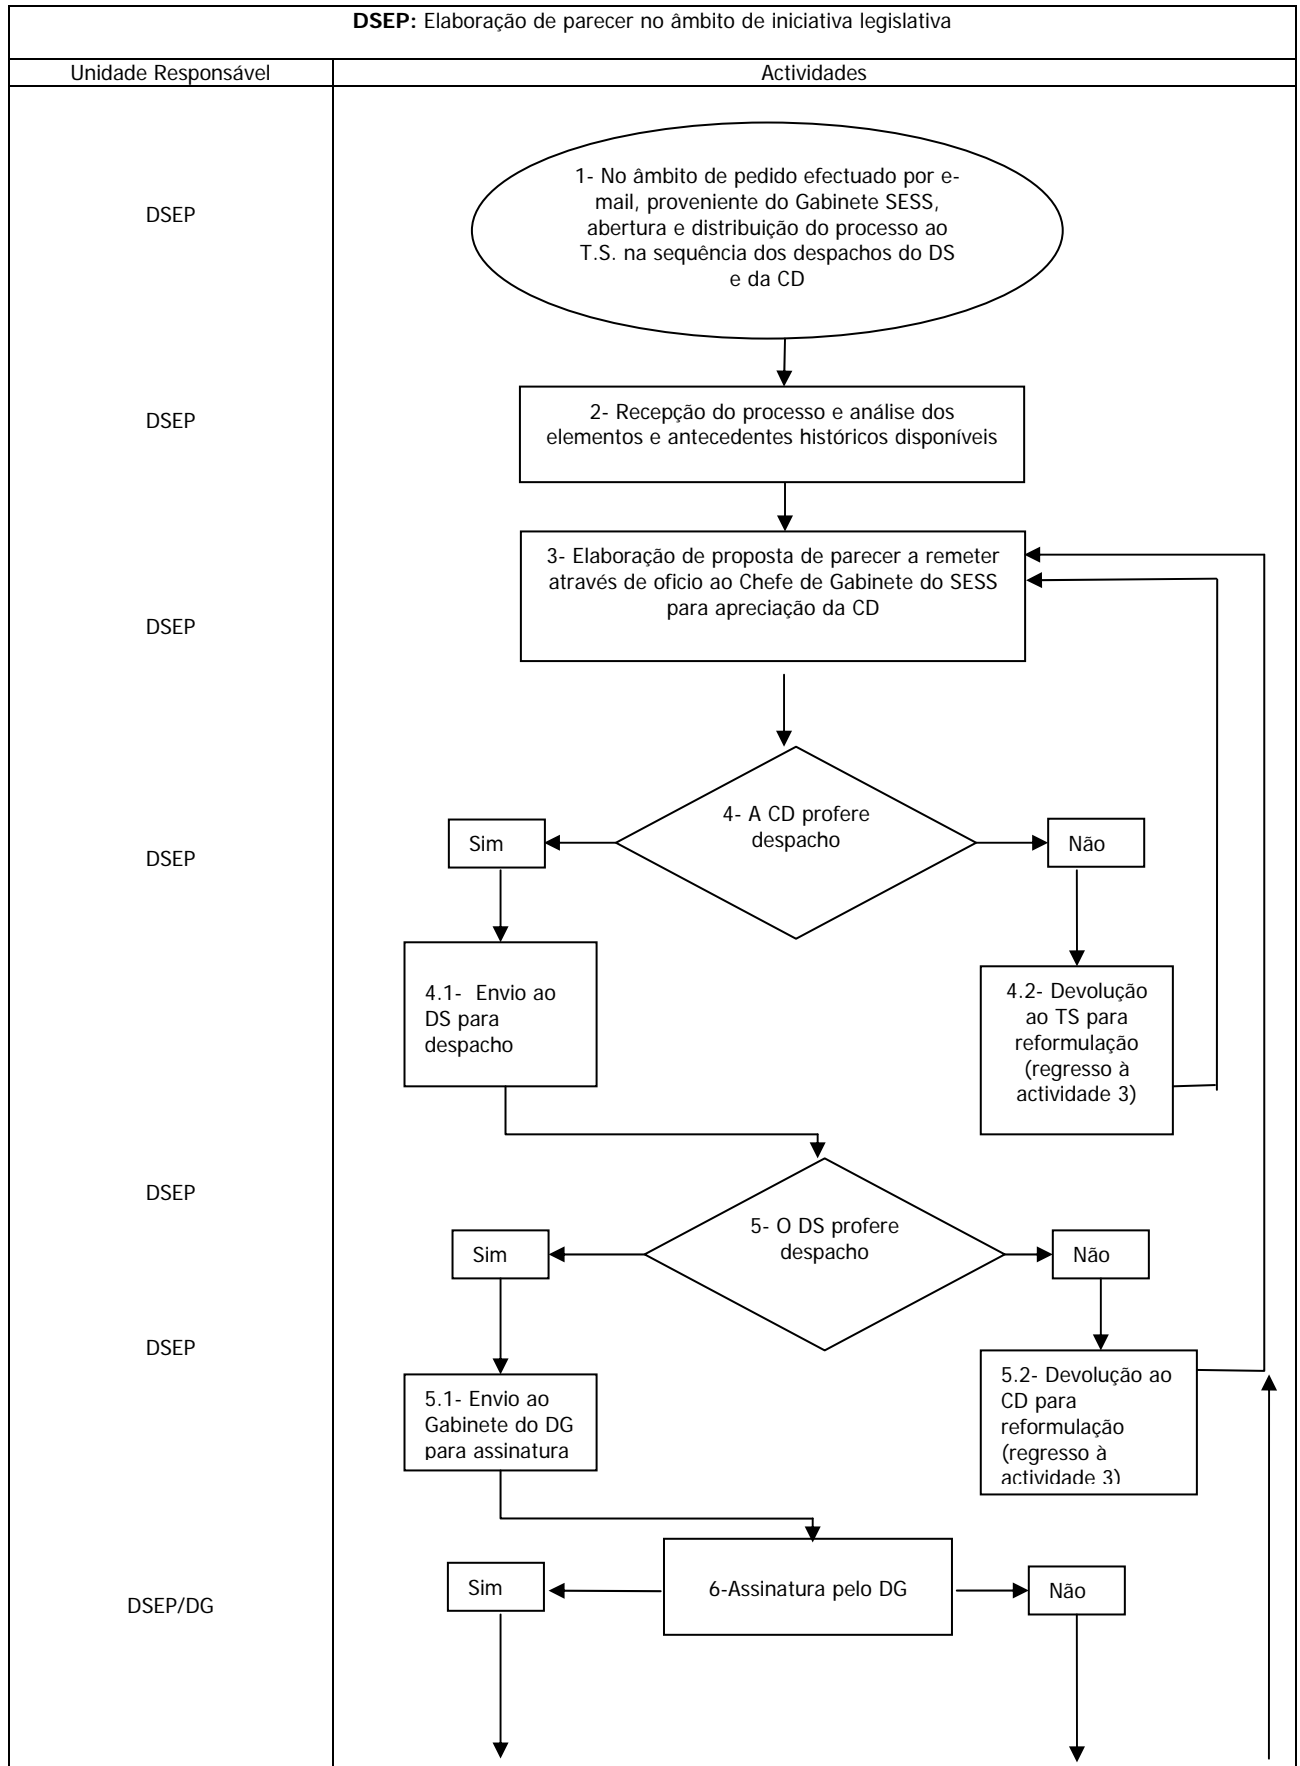 DSEP: Elaboração de parecer no âmbito de iniciativa legislativa
Unidade Responsável
Actividades
DSEP
1- No âmbito de pedido efectuado por e-
mail, proveniente do Gabinete SESS,
abertura e distribuição do processo ao
T.S. na sequência dos despachos do DS
e da CD
DSEP
2- Recepção do processo e análise dos
elementos e antecedentes históricos disponíveis
DSEP
3- Elaboração de proposta de parecer a remeter
através de oficio ao Chefe de Gabinete do SESS
para apreciação da CD
DSEP
4- A CD profere
despacho
Sim
Não
4.1- Envio ao
DS para
despacho
4.2- Devolução
ao TS para
reformulação
(regresso à
actividade 3)
DSEP
5- O DS profere
despacho
Sim
Não
DSEP
5.1- Envio ao
Gabinete do DG
para assinatura
5.2- Devolução ao
CD para
reformulação
(regresso à
actividade 3)
DSEP/DG
6-Assinatura pelo DG
Sim
Não